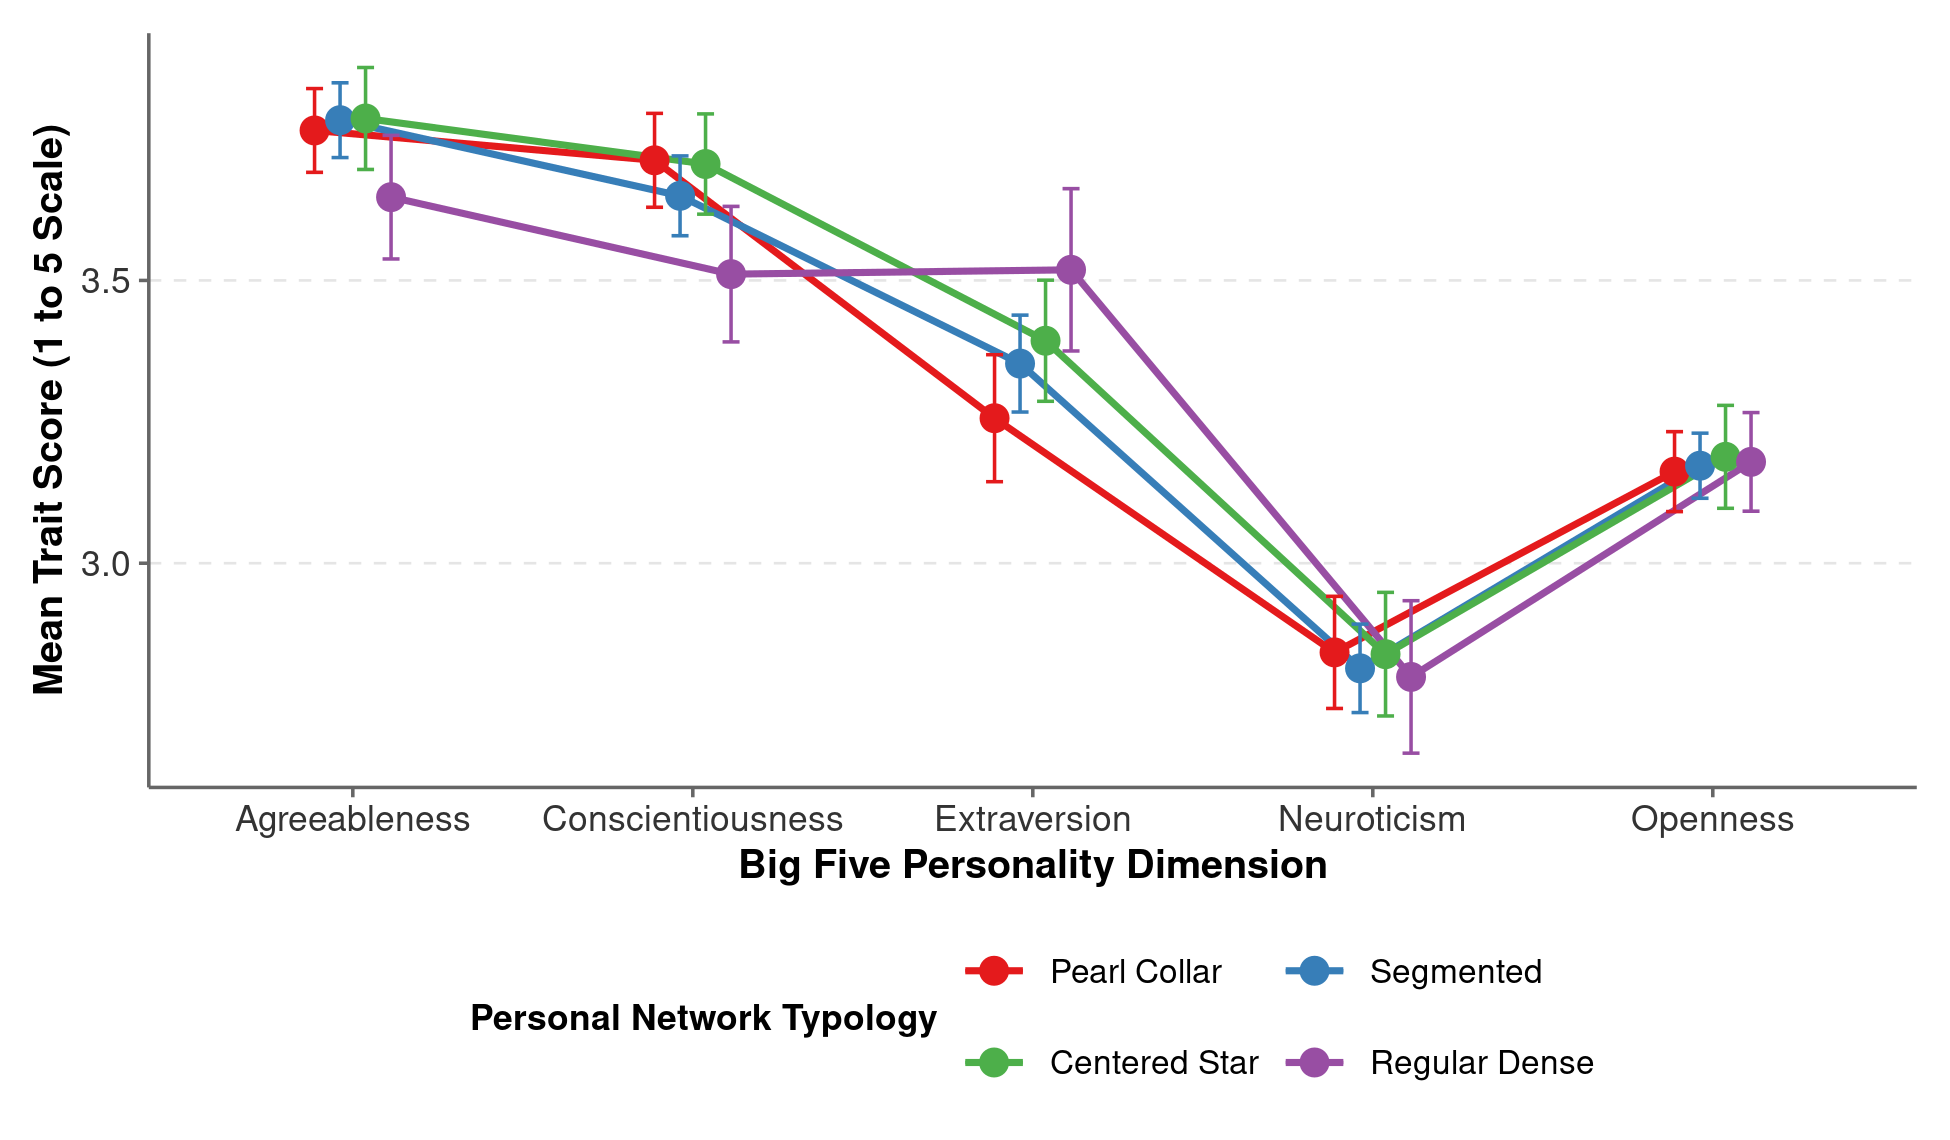 Mean Trait Score (1 to 5 Scale)
3.5
3.0
Agreeableness Conscientiousness Extraversion Neuroticism Openness
Big Five Personality Dimension
Personal Network Typology
Pearl Collar Segmented
Centered Star Regular Dense